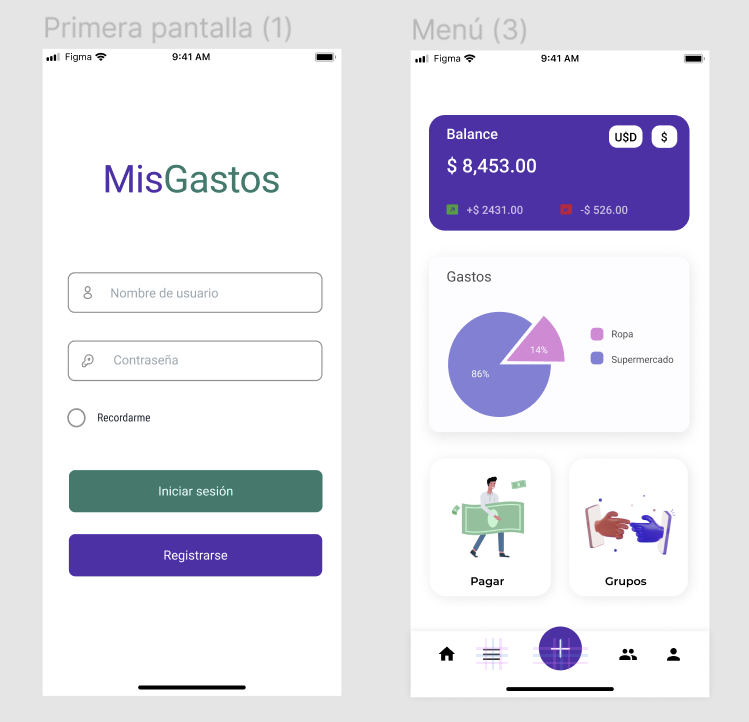 Primera pantalla (1)
Figma
9:41 AM
MisGastos
Nombre de usuario
Contraseña
Recordarme
Iniciar sesión
Registrarse
Menú (3)
Figma
9:41 AM
Balance
U$D
$
$ 8,453.00
+$ 2431.00
-$ 526.00
Gastos
14%
86%
Ropa
Supermercado
Pagar
Grupos